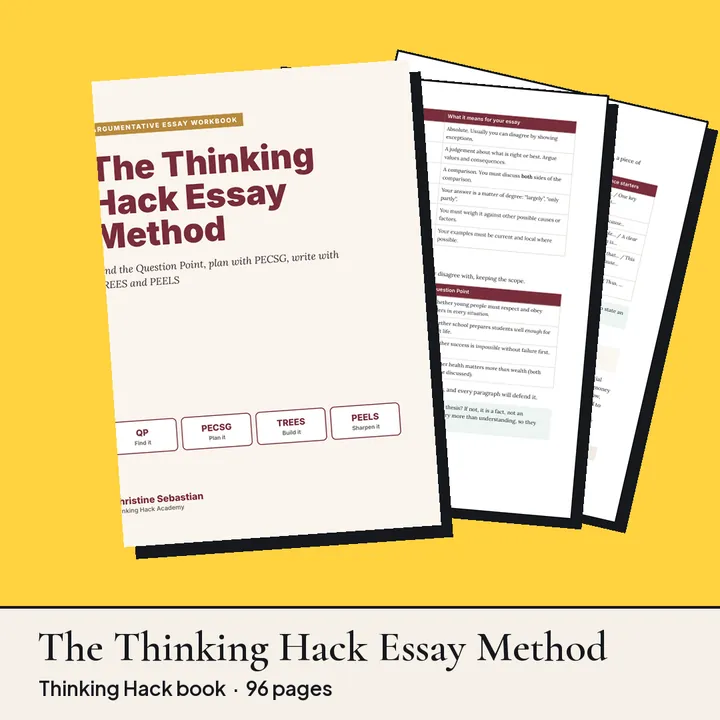 ARGUMENTATIVE ESSAY WORKBOOK
The Thinking
Hack Essay
Method
nd the Question Point, plan with PECSG, write with
REES and PEELS
QP
Find it
PECSG
Plan it
TREES
Build it
PEELS
Sharpen it
hristine Sebastian
nking Hack Academy
What it means for your essay
Absolute. Usually you can disagree by showing
exceptions.
A judgement about what is right or best. Argue
values and consequences.
A comparison. You must discuss both sides of the
comparison.
Your answer is a matter of degree: "largely", "only
partly".
You must weigh it against other possible causes or
factors.
Your examples must be current and local where
possible.
disagree with, keeping the scope.
uestion Point
ether young people must respect and obey
ers in every situation.
ether school prepares students well enough for
life.
her success is impossible without failure first.
her health matters more than wealth (both
e discussed).
, and every paragraph will defend it.
thesis? If not, it is a fact, not an
y more than understanding, so they
a piece of
nce starters
/ One key
/ A clear
/ This
Thus, ...
state an
cial
money
to
The Thinking Hack Essay Method
Thinking Hack book · 96 pages